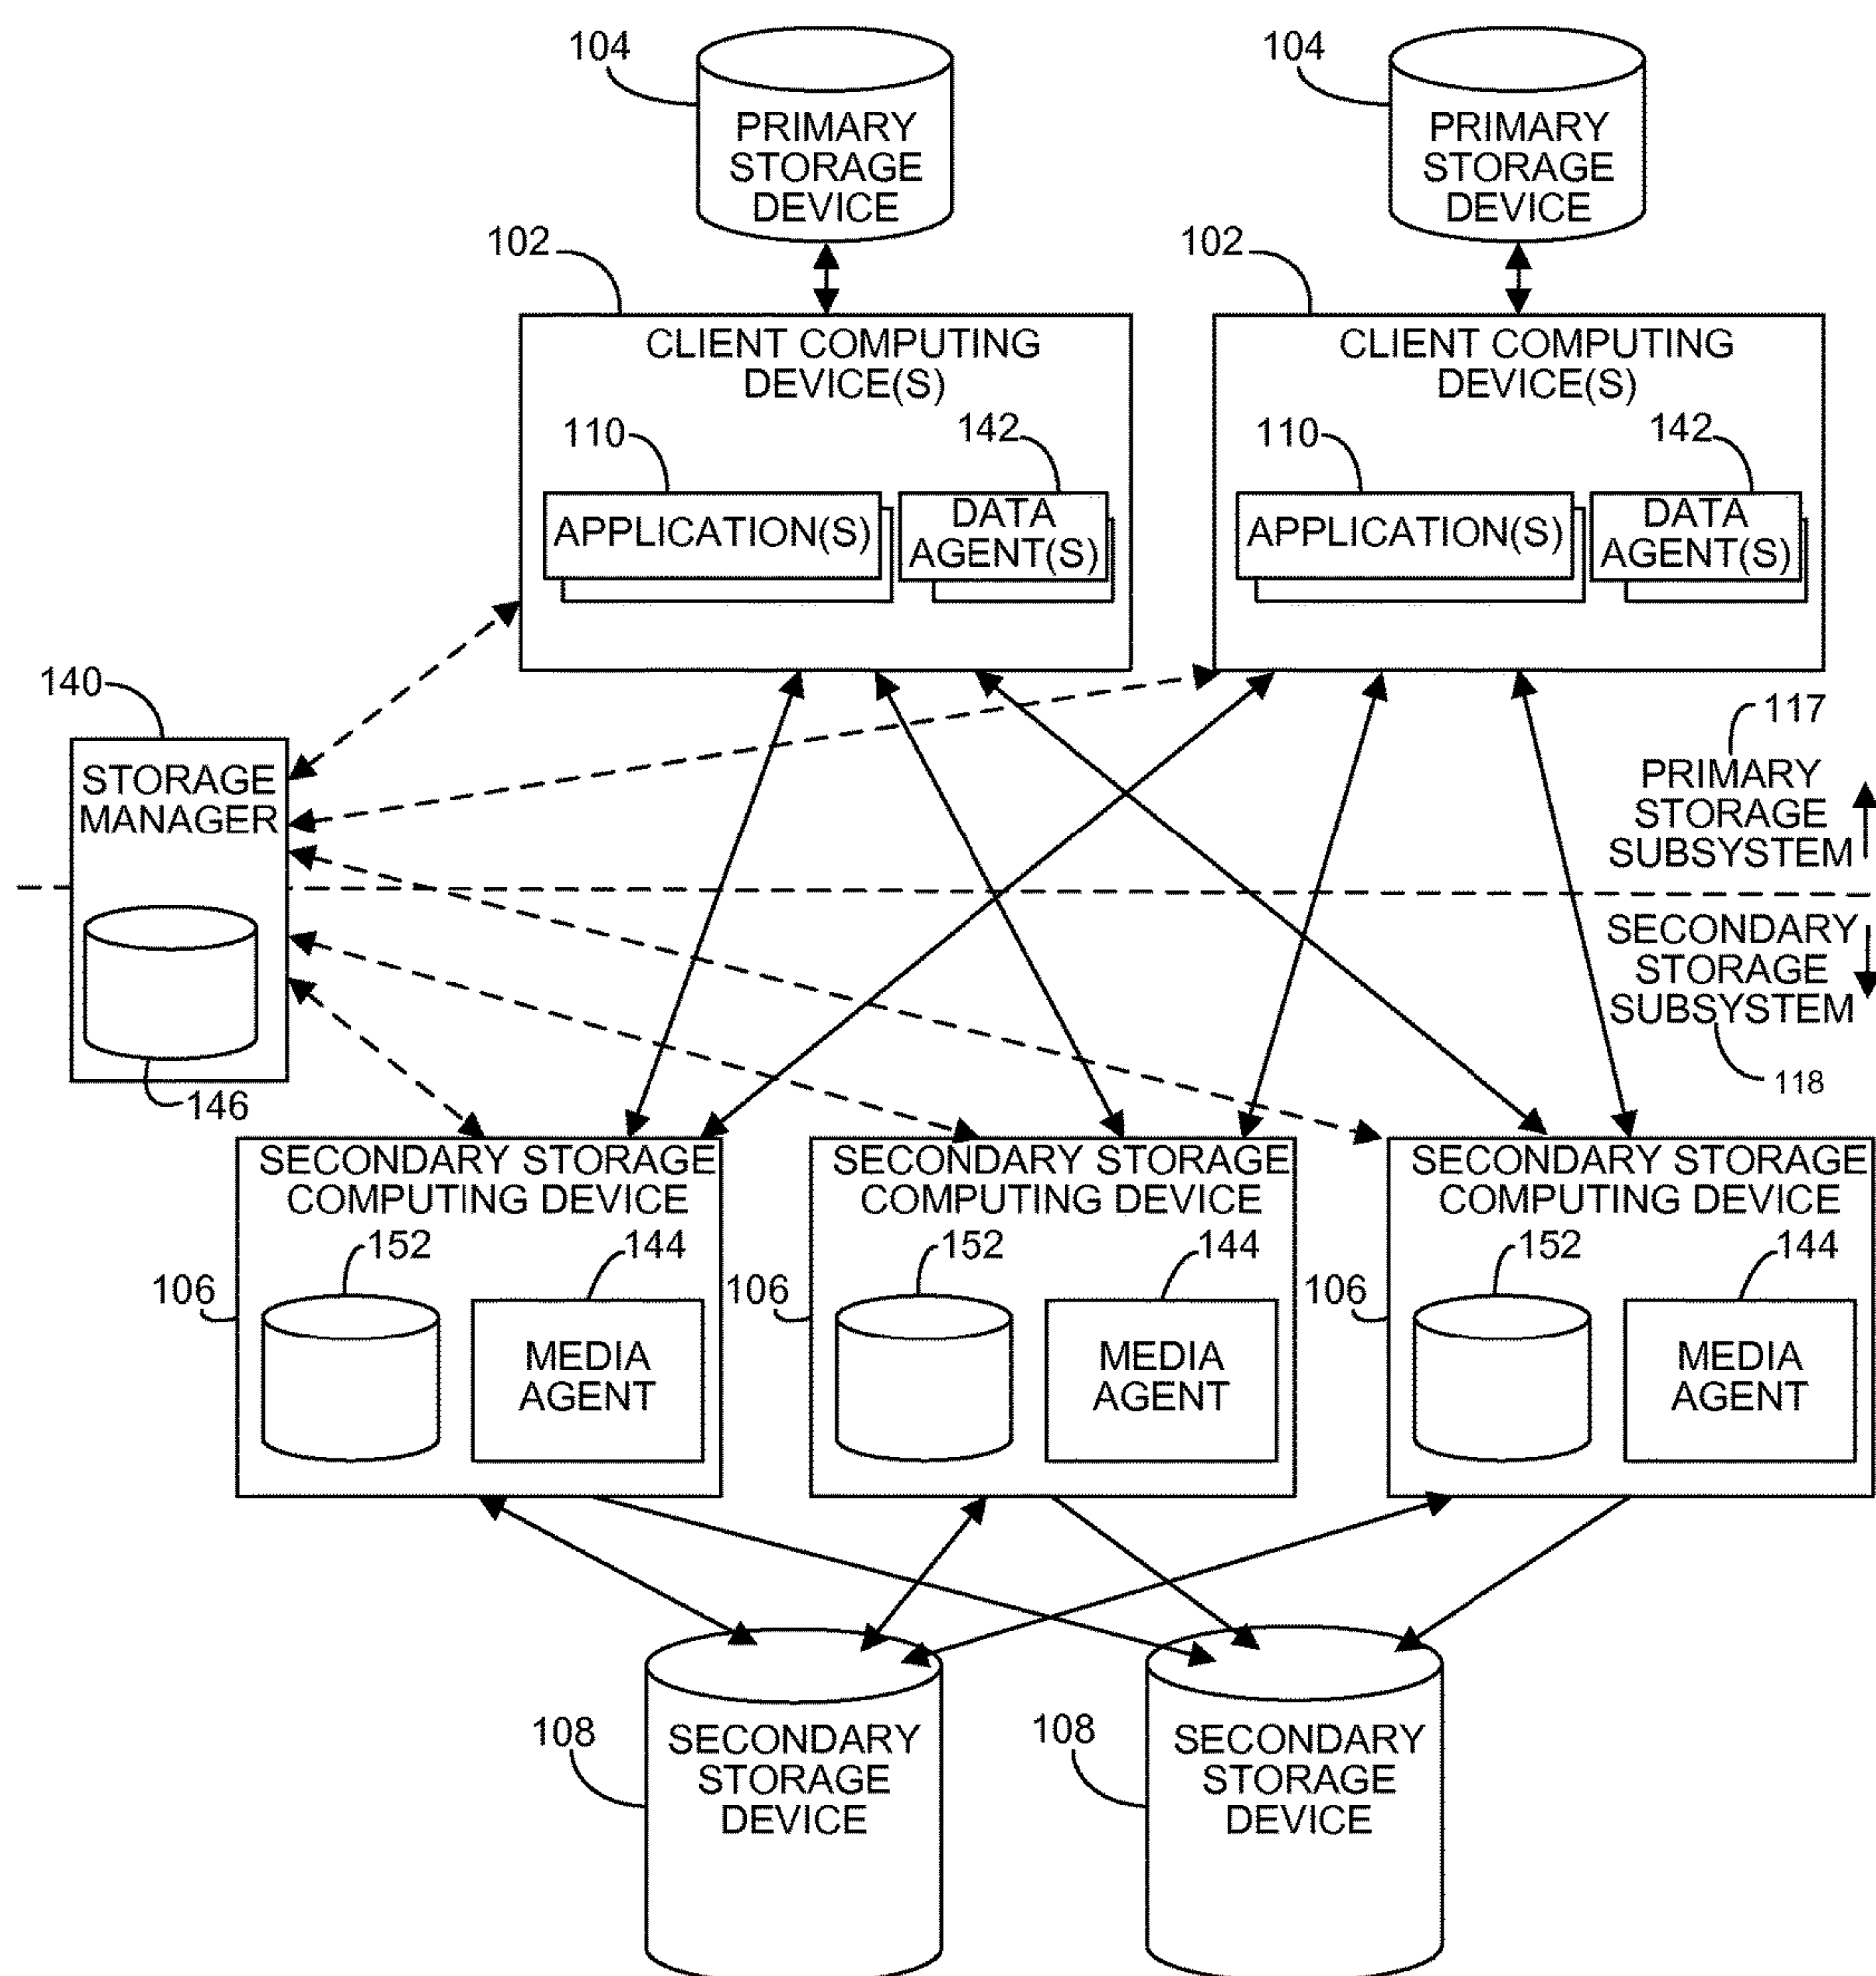 104
104
PRIMARY
STORAGE
DEVICE
PRIMARY
STORAGE
DEVICE
102
102
CLIENT COMPUTING
DEVICE(S)
CLIENT COMPUTING
DEVICE(S)
110
142
110
142
APPLICATION(S)
DATA
AGENT(S)
APPLICATION(S)
DATA
AGENT(S)
140
STORAGE
MANAGER
146
117
PRIMARY
STORAGE
SUBSYSTEM
SECONDARY
STORAGE
SUBSYSTEM
118
SECONDARY STORAGE
COMPUTING DEVICE
152
144
106
MEDIA
AGENT
SECONDARY STORAGE
COMPUTING DEVICE
152
144
106
MEDIA
AGENT
SECONDARY STORAGE
COMPUTING DEVICE
152
144
106
MEDIA
AGENT
108
SECONDARY
STORAGE
DEVICE
108
SECONDARY
STORAGE
DEVICE